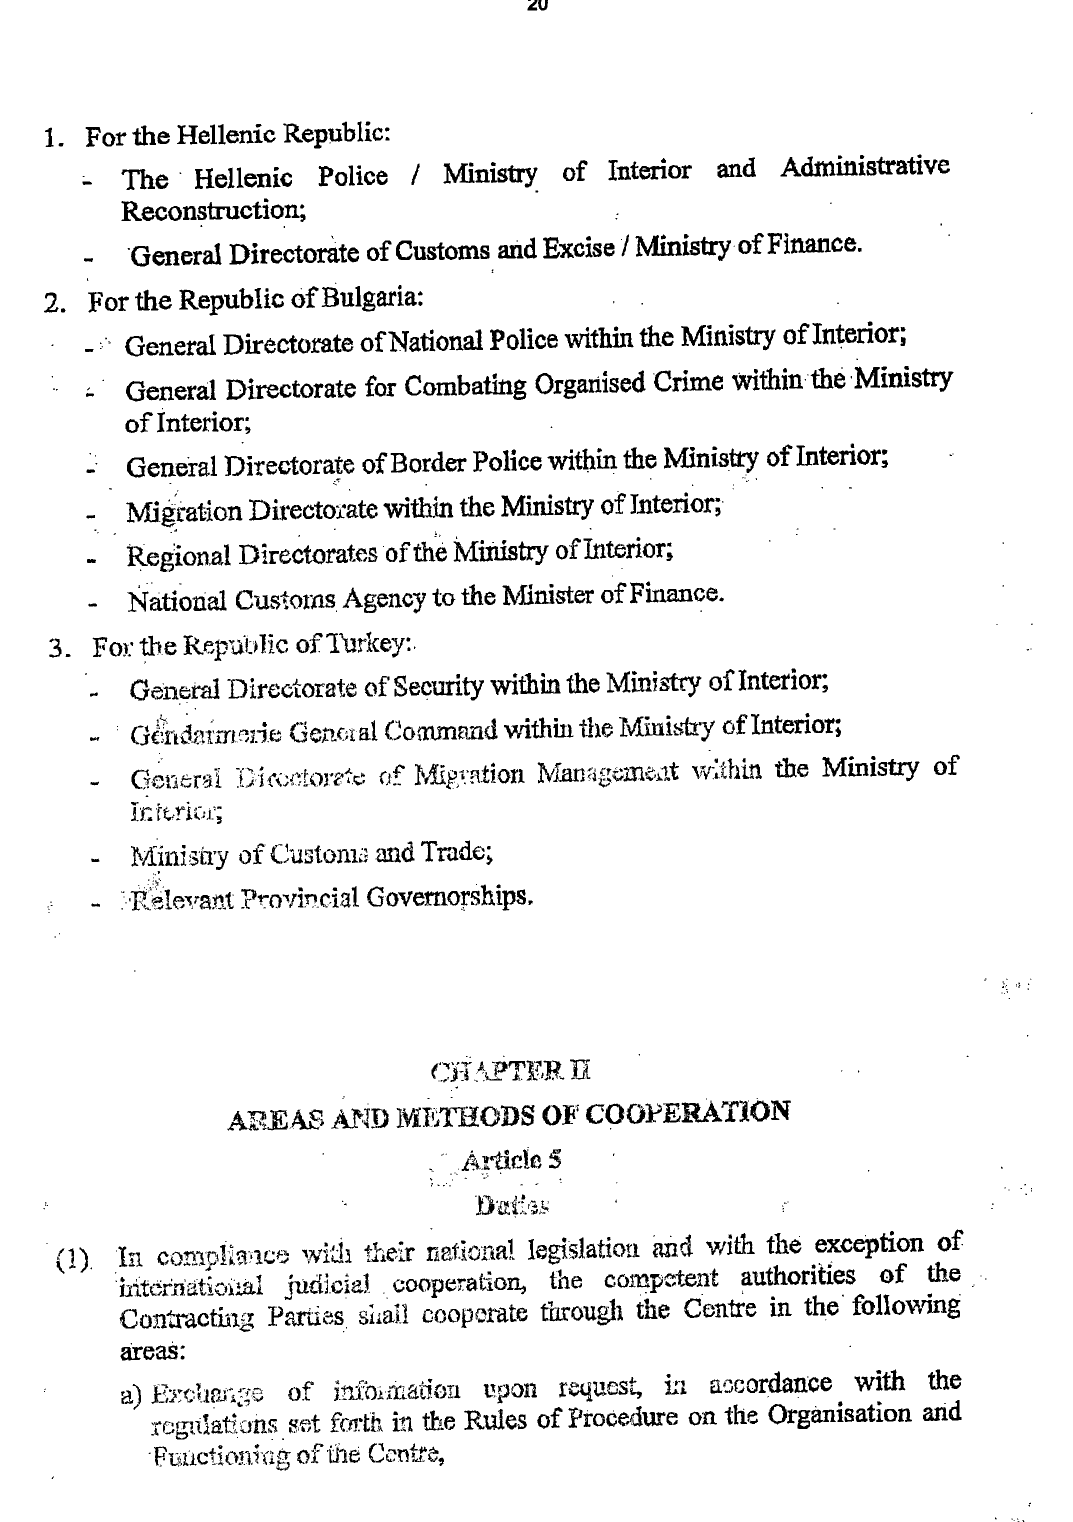 20
1. For the Hellenic Republic:
- The Hellenic Police / Ministry of Interior and Administrative
Reconstruction;
- General Directorate of Customs and Excise / Ministry of Finance.
2. For the Republic of Bulgaria:
- General Directorate of National Police within the Ministry of Interior;
- General Directorate for Combating Organised Crime within the Ministry
of Interior;
- General Directorate of Border Police within the Ministry of Interior;
- Migration Directorate within the Ministry of Interior;
- Regional Directorates of the Ministry of Interior;
- National Customs Agency to the Minister of Finance.
3. For the Republic of Turkey:
- General Directorate of Security within the Ministry of Interior;
- Gendarmerie General Command within the Ministry of Interior;
- General Directorate of Migration Management within the Ministry of
Interior;
- Ministry of Customs and Trade;
- Relevant Provincial Governorships.
CHAPTER II
AREAS AND METHODS OF COOPERATION
Article 5
Duties
(1) In compliance with their national legislation and with the exception of
international judicial cooperation, the competent authorities of the
Contracting Parties shall cooperate through the Centre in the following
areas:
a) Exchange of information upon request, in accordance with the
regulations set forth in the Rules of Procedure on the Organisation and
Functioning of the Centre,